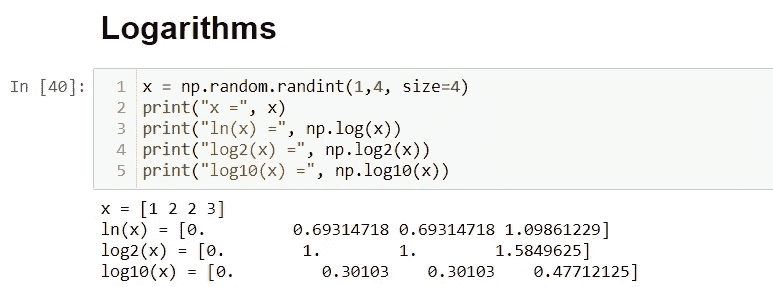 Logarithms
In [40]:
1 x = np.random.randint(1,4, size=4)
2 print("x =", x)
3 print("ln(x) =", np.log(x))
4 print("log2(x) =", np.log2(x))
5 print("log10(x) =", np.log10(x))
x = [1 2 2 3]
ln(x) = [0.         0.69314718 0.69314718 1.09861229]
log2(x) = [0.        1.        1.        1.5849625]
log10(x) = [0.         0.30103    0.30103    0.47712125]